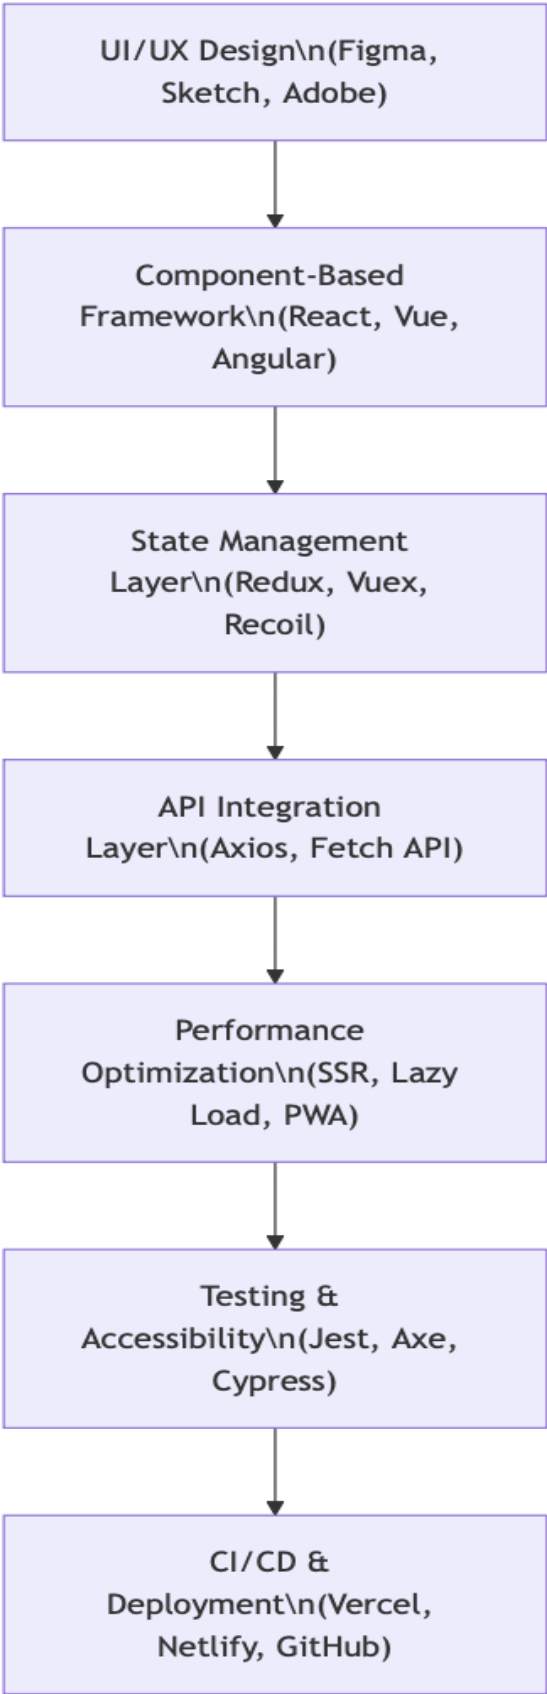 UI/UX Design\n(Figma,
Sketch, Adobe)
Component-Based
Framework\n(React, Vue,
Angular)
State Management
Layer\n(Redux, Vuex,
Recoil)
API Integration
Layer\n(Axios, Fetch API)
Performance
Optimization\n(SSR, Lazy
Load, PWA)
Testing &
Accessibility\n(Jest, Axe,
Cypress)
CI/CD &
Deployment\n(Vercel,
Netlify, GitHub)